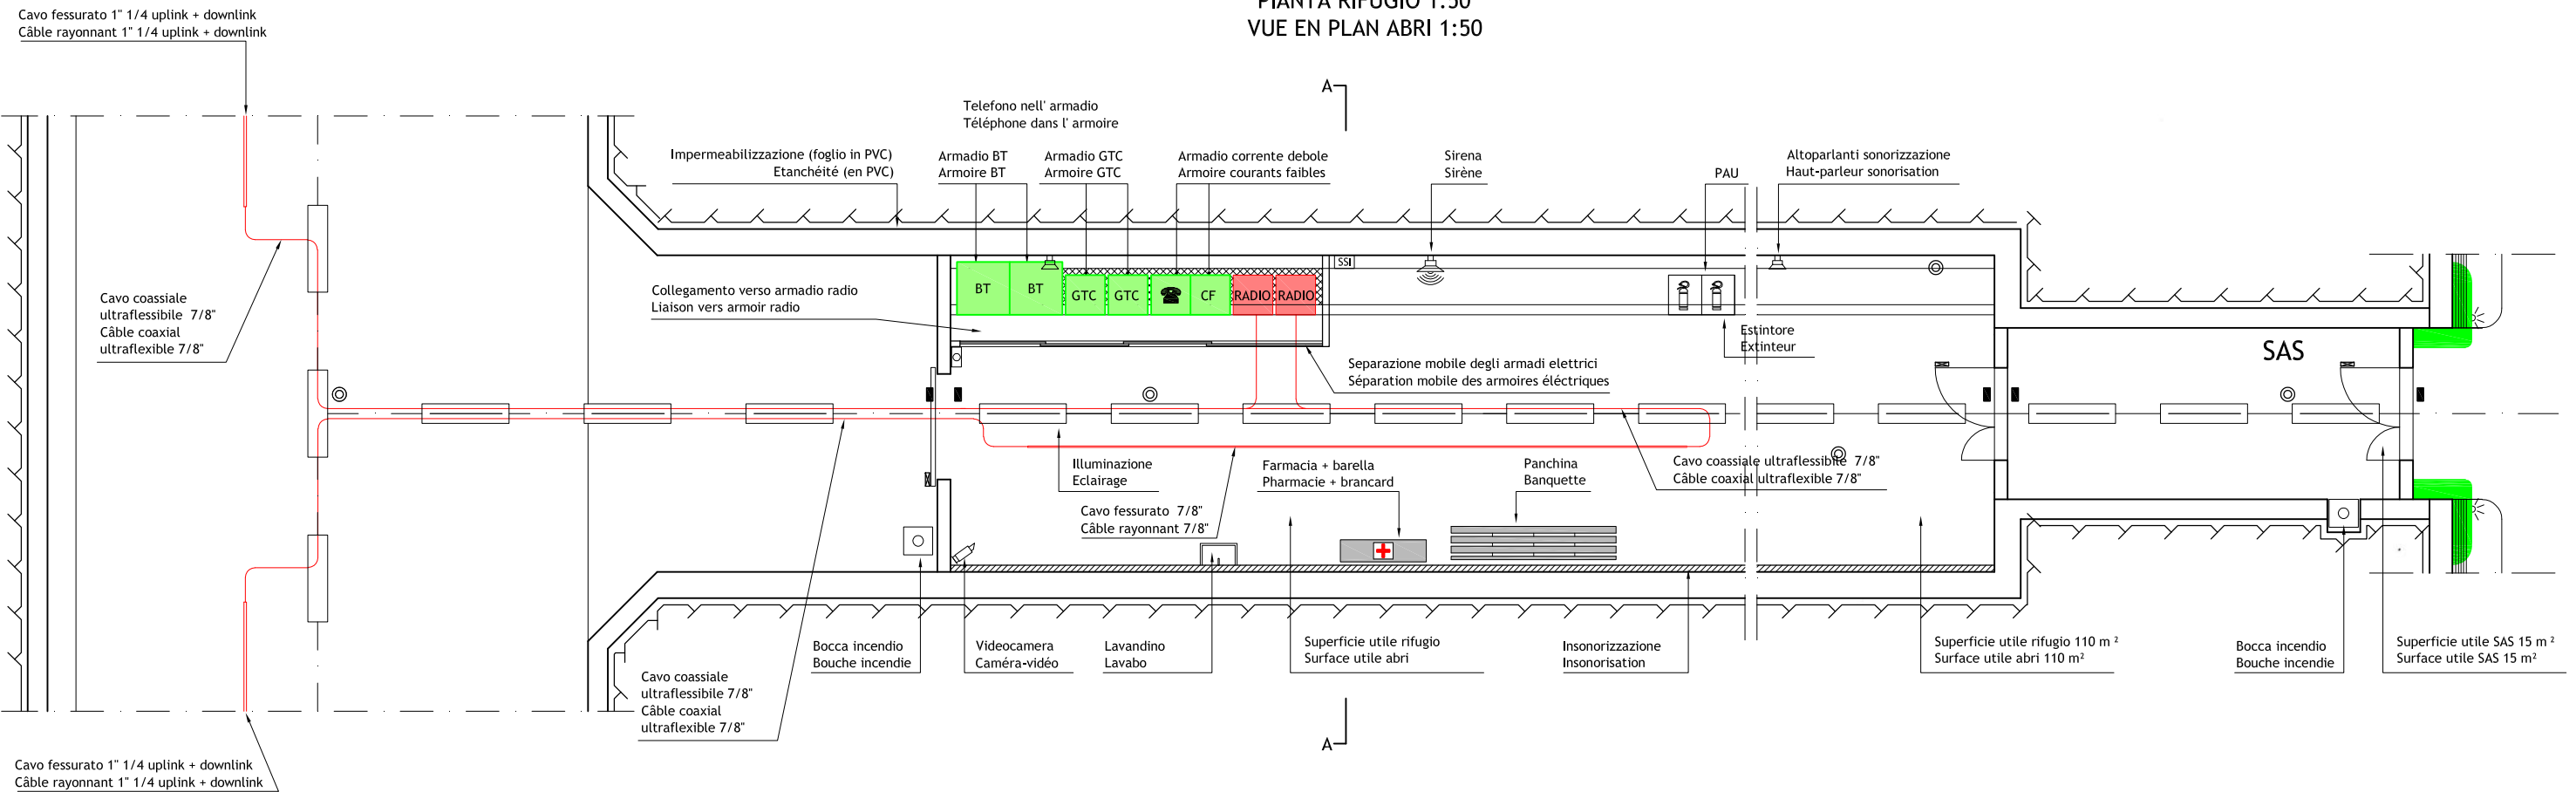 PIANTA RIFUGIO 1:50
VUE EN PLAN ABRI 1:50
Cavo fessurato 1" 1/4 uplink + downlink
Câble rayonnant 1" 1/4 uplink + downlink
A
Telefono nell' armadio
Téléphone dans l' armoire
Impermeabilizzazione (foglio in PVC)
Etanchéité (en PVC)
Armadio BT
Armoire BT
Armadio GTC
Armoire GTC
Armadio corrente debole
Armoire courants faibles
Sirena
Sirène
PAU
Altoparlanti sonorizzazione
Haut-parleur sonorisation
SSI
BT
BT
GTC
GTC
CF
RADIO
RADIO
Collegamento verso armadio radio
Liaison vers armoir radio
Cavo coassiale
ultraflessibile 7/8"
Câble coaxial
ultraflexible 7/8"
Estintore
Extinteur
SAS
Separazione mobile degli armadi elettrici
Séparation mobile des armoires éléctriques
Illuminazione
Eclairage
Farmacia + barella
Pharmacie + brancard
Panchina
Banquette
Cavo coassiale ultraflessibile 7/8"
Câble coaxial ultraflexible 7/8"
Cavo fessurato 7/8"
Câble rayonnant 7/8"
Bocca incendio
Bouche incendie
Videocamera
Caméra-vidéo
Lavandino
Lavabo
Superficie utile rifugio
Surface utile abri
Insonorizzazione
Insonorisation
Superficie utile rifugio 110 m²
Surface utile abri 110 m²
Bocca incendio
Bouche incendie
Superficie utile SAS 15 m²
Surface utile SAS 15 m²
Cavo coassiale
ultraflessibile 7/8"
Câble coaxial
ultraflexible 7/8"
A
Cavo fessurato 1" 1/4 uplink + downlink
Câble rayonnant 1" 1/4 uplink + downlink